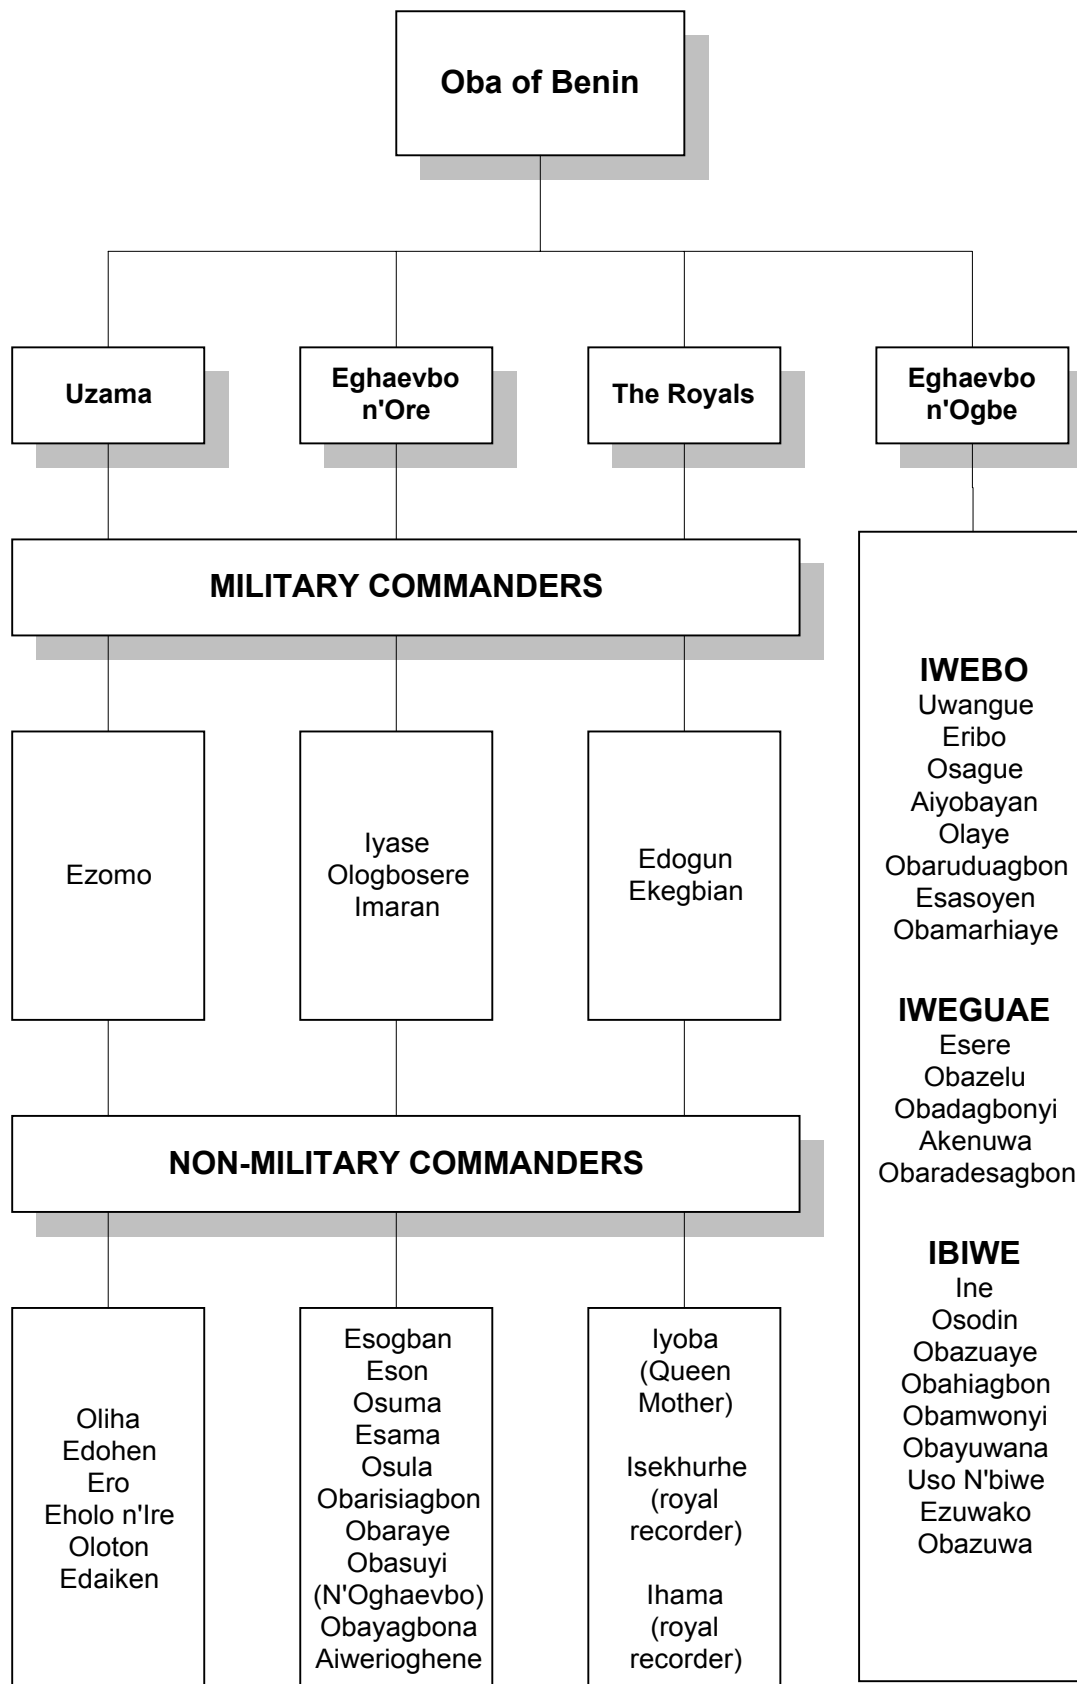 Oba of Benin
Uzama
Eghaevbo
n'Ore
The Royals
Eghaevbo
n'Ogbe
MILITARY COMMANDERS
Ezomo
Iyase
Ologbosere
Imaran
Edogun
Ekegbian
NON-MILITARY COMMANDERS
Oliha
Edohen
Ero
Eholo n'Ire
Oloton
Edaiken
Esogban
Eson
Osuma
Esama
Osula
Obarisiagbon
Obaraye
Obasuyi
(N'Oghaevbo)
Obayagbona
Aiwerioghene
Iyoba
(Queen
Mother)
Isekhurhe
(royal
recorder)
Ihama
(royal
recorder)
IWEBO
Uwangue
Eribo
Osague
Aiyobayan
Olaye
Obaruduagbon
Esasoyen
Obamarhiaye
IWEGUAE
Esere
Obazelu
Obadagbonyi
Akenuwa
Obaradesagbon
IBIWE
Ine
Osodin
Obazuaye
Obahiagbon
Obamwonyi
Obayuwana
Uso N'biwe
Ezuwako
Obazuwa